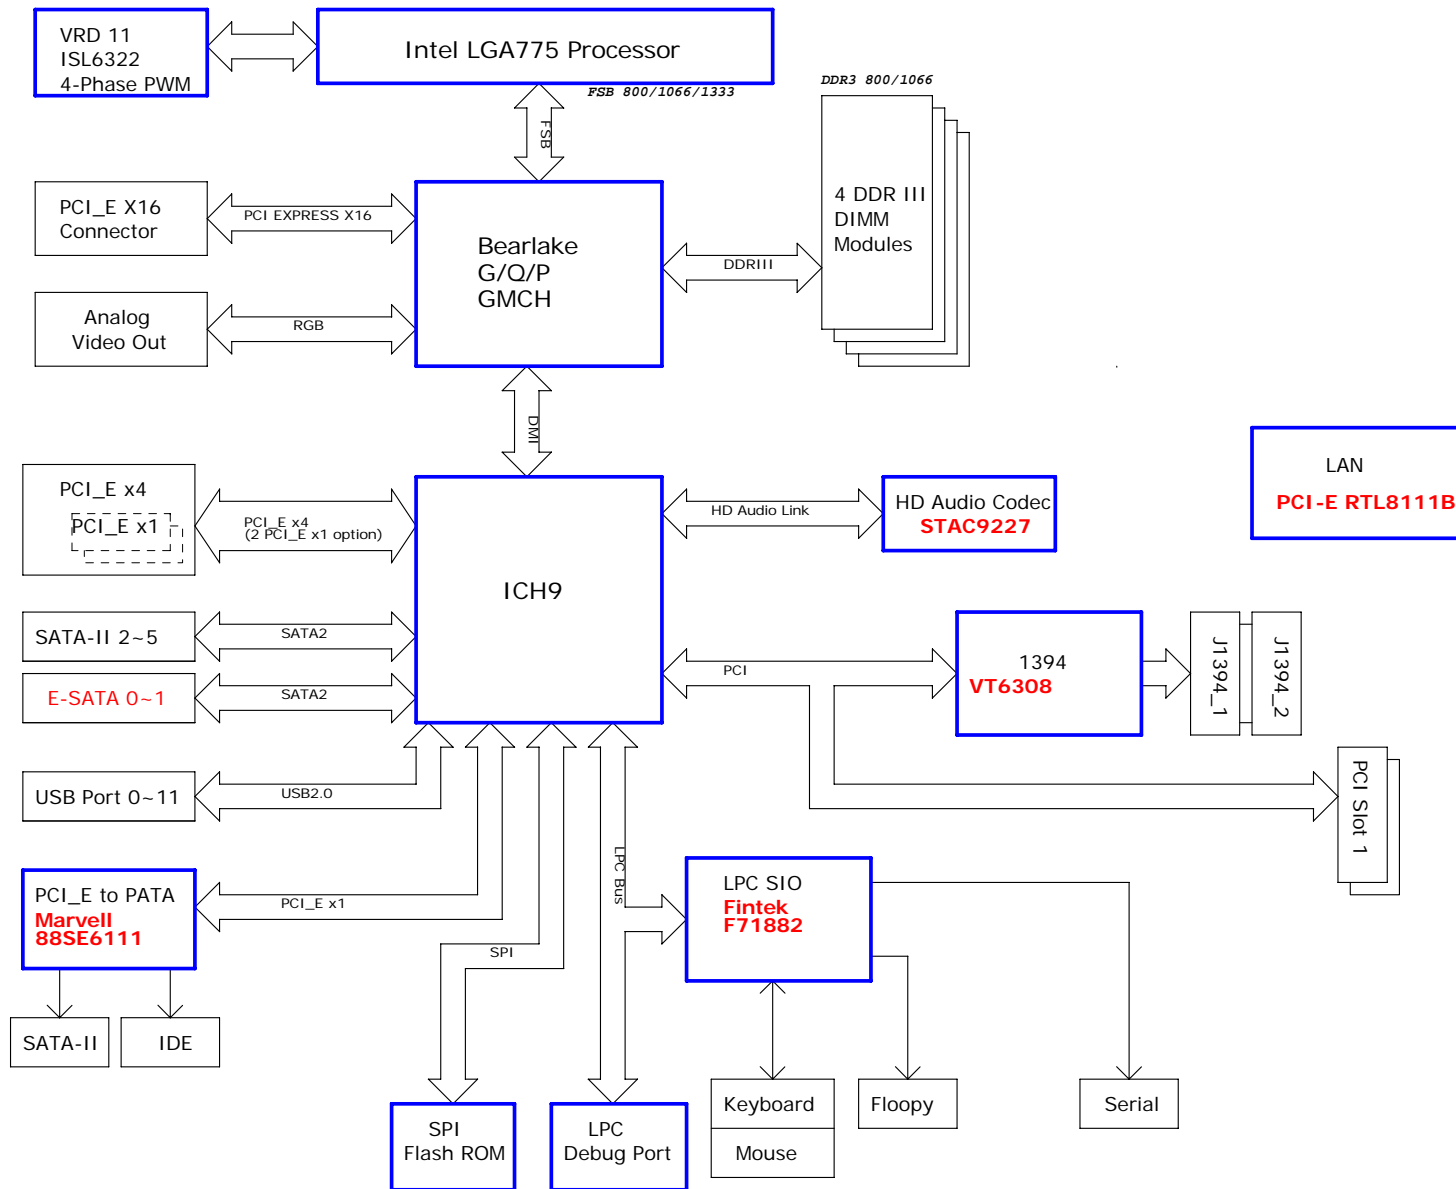 VRD 11
ISL6322
4-Phase PWM
Intel LGA775 Processor
FSB 800/1066/1333
DDR3 800/1066
FSB
PCI_E X16
Connector
PCI EXPRESS X16
Bearlake
G/Q/P
GMCH
DDRIII
4 DDR III
DIMM
Modules
Analog
Video Out
RGB
DMI
PCI_E x4
PCI_E x1
PCI_E x4
(2 PCI_E x1 option)
ICH9
HD Audio Link
HD Audio Codec
STAC9227
LAN
PCI-E RTL8111B
SATA-II 2~5
SATA2
E-SATA 0~1
SATA2
PCI
1394
VT6308
J1394_1
J1394_2
USB Port 0~11
USB2.0
PCI Slot 1
PCI_E to PATA
Marvell
88SE6111
PCI_E x1
SPI
LPC Bus
LPC SIO
Fintek
F71882
SATA-II
IDE
SPI
Flash ROM
LPC
Debug Port
Keyboard
Mouse
Floopy
Serial